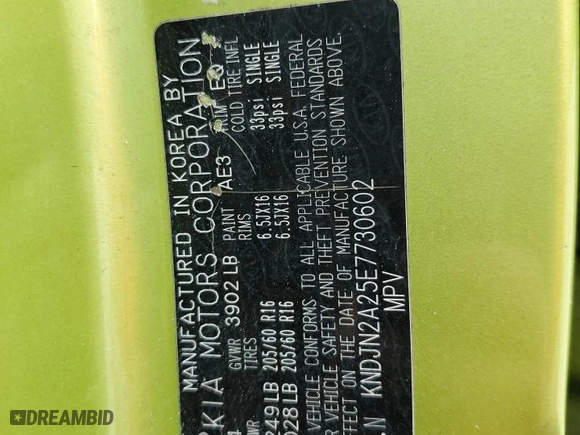 MANUFACTURED IN KOREA BY
KIA MOTORS CORPORATION
GVWR 3902 LB PAINT AE3 TRIM EQ
TIRES RIMS COLD TIRE INFL
249LB 205/60 R16 6.5JX16 33psi SINGLE
028LB 205/60 R16 6.5JX16 33psi SINGLE
VEHICLE CONFORMS TO ALL APPLICABLE U.S.A. FEDERAL
R VEHICLE SAFETY AND THEFT PREVENTION STANDARDS
EFFECT ON THE DATE OF MANUFACTURE SHOWN ABOVE.
N KNDJN2A25E7730602
MPV
DREAMBID